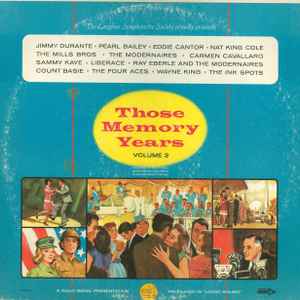 The Longines Symphonette Society proudly presents
JIMMY DURANTE • PEARL BAILEY • EDDIE CANTOR • NAT KING COLE
THE MILLS BROS. • THE MODERNAIRES • CARMEN CAVALLARO
SAMMY KAYE • LIBERACE • RAY EBERLE AND THE MODERNAIRES
COUNT BASIE • THE FOUR ACES • WAYNE KING • THE INK SPOTS
Those
Memory
Years
VOLUME 2